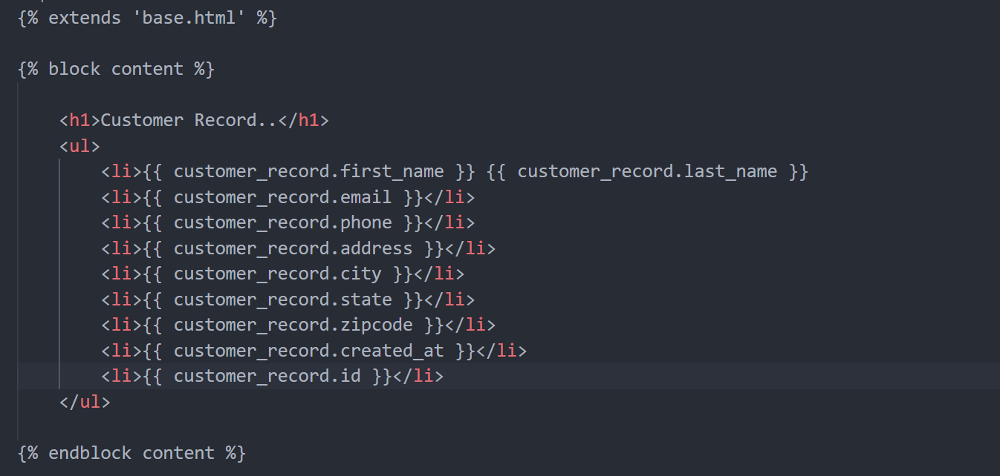 {% extends 'base.html' %}
{% block content %}
<h1>Customer Record..</h1>
<ul>
<li>{{ customer_record.first_name }} {{ customer_record.last_name }}
<li>{{ customer_record.email }}</li>
<li>{{ customer_record.phone }}</li>
<li>{{ customer_record.address }}</li>
<li>{{ customer_record.city }}</li>
<li>{{ customer_record.state }}</li>
<li>{{ customer_record.zipcode }}</li>
<li>{{ customer_record.created_at }}</li>
<li>{{ customer_record.id }}</li>
</ul>
{% endblock content %}